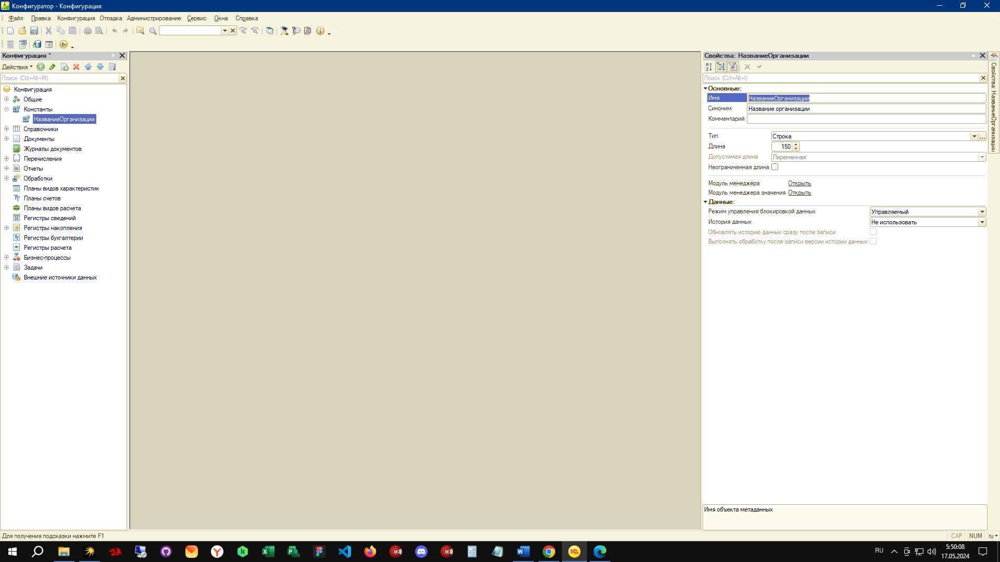 Конфигуратор - Конфигурация
Файл Правка Конфигурация Отладка Администрирование Сервис Окна Справка
Конфигурация *
Действия
Поиск (Ctrl+Alt+M)
Конфигурация
Общие
Константы
НазваниеОрганизации
Справочники
Документы
Журналы документов
Перечисления
Отчеты
Обработки
Планы видов характеристик
Планы счетов
Планы видов расчета
Регистры сведений
Регистры накопления
Регистры бухгалтерии
Регистры расчета
Бизнес-процессы
Задачи
Внешние источники данных
Свойства: НазваниеОрганизации
Поиск (Ctrl+Alt+I)
Основные:
Имя НазваниеОрганизации
Синоним Название организации
Комментарий
Тип Строка
Длина 150
Допустимая длина Переменная
Неограниченная длина
Модуль менеджера Открыть
Модуль менеджера значения Открыть
Данные:
Режим управления блокировкой данных Управляемый
История данных Не использовать
Обновлять историю данных сразу после записи
Выполнять обработку после записи версии истории данных
Имя объекта метаданных
Свойства: НазваниеОрганизации
Для получения подсказки нажмите F1
CAP NUM ru
RU
5:50:08
17.05.2024